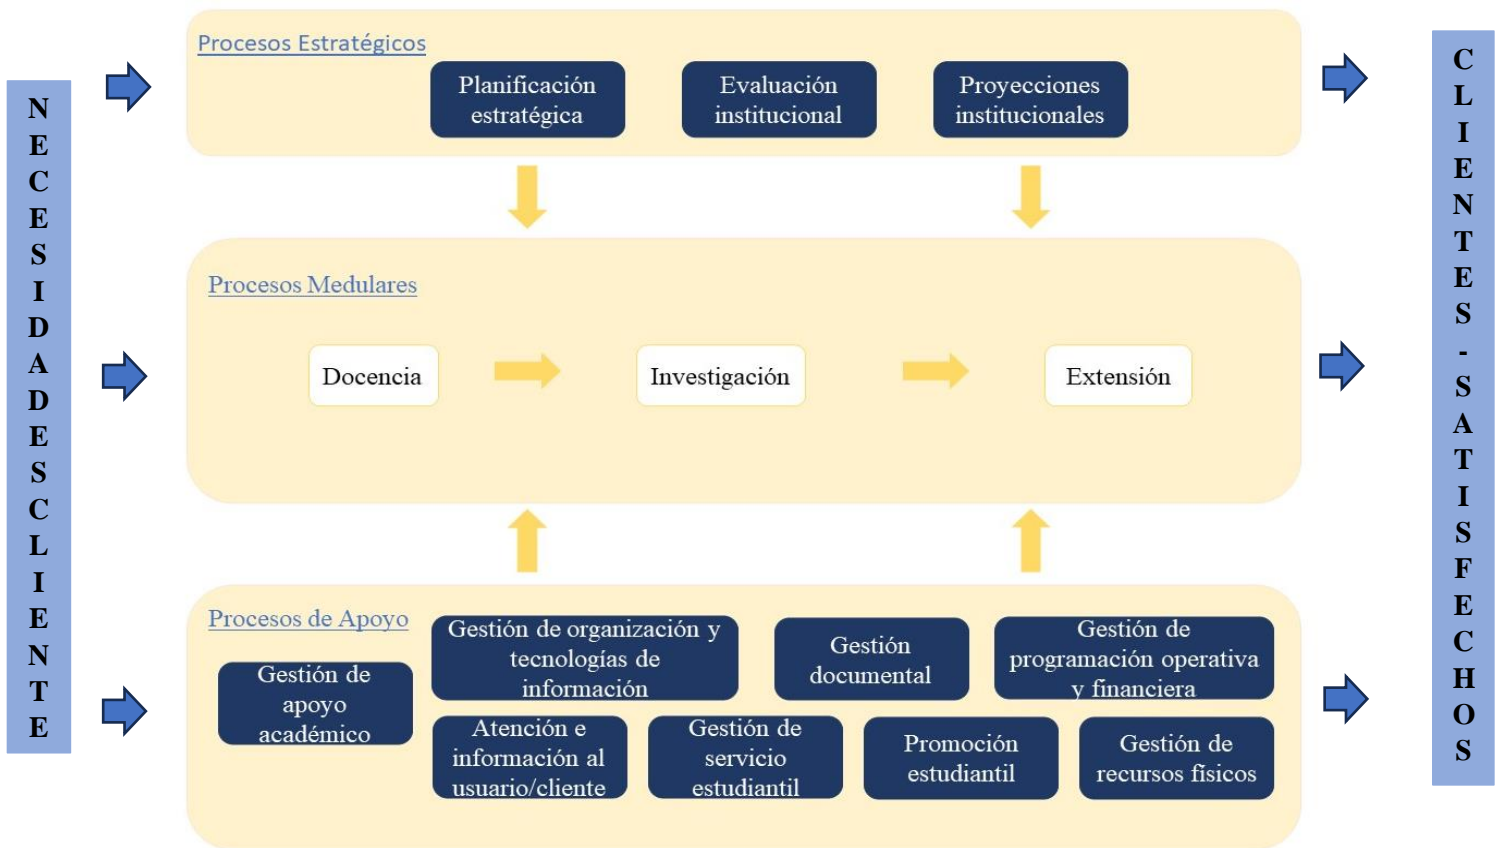 NECESIDADESCLIENTE
Procesos Estratégicos
Planificación
estratégica
Evaluación
institucional
Proyecciones
institucionales
Procesos Medulares
Docencia
Investigación
Extensión
Procesos de Apoyo
Gestión de
apoyo
académico
Gestión de organización y
tecnologías de
información
Gestión
documental
Gestión de
programación operativa
y financiera
Atención e
información al
usuario/cliente
Gestión de
servicio
estudiantil
Promoción
estudiantil
Gestión de
recursos físicos
CLIENTES-SATISFECHOS